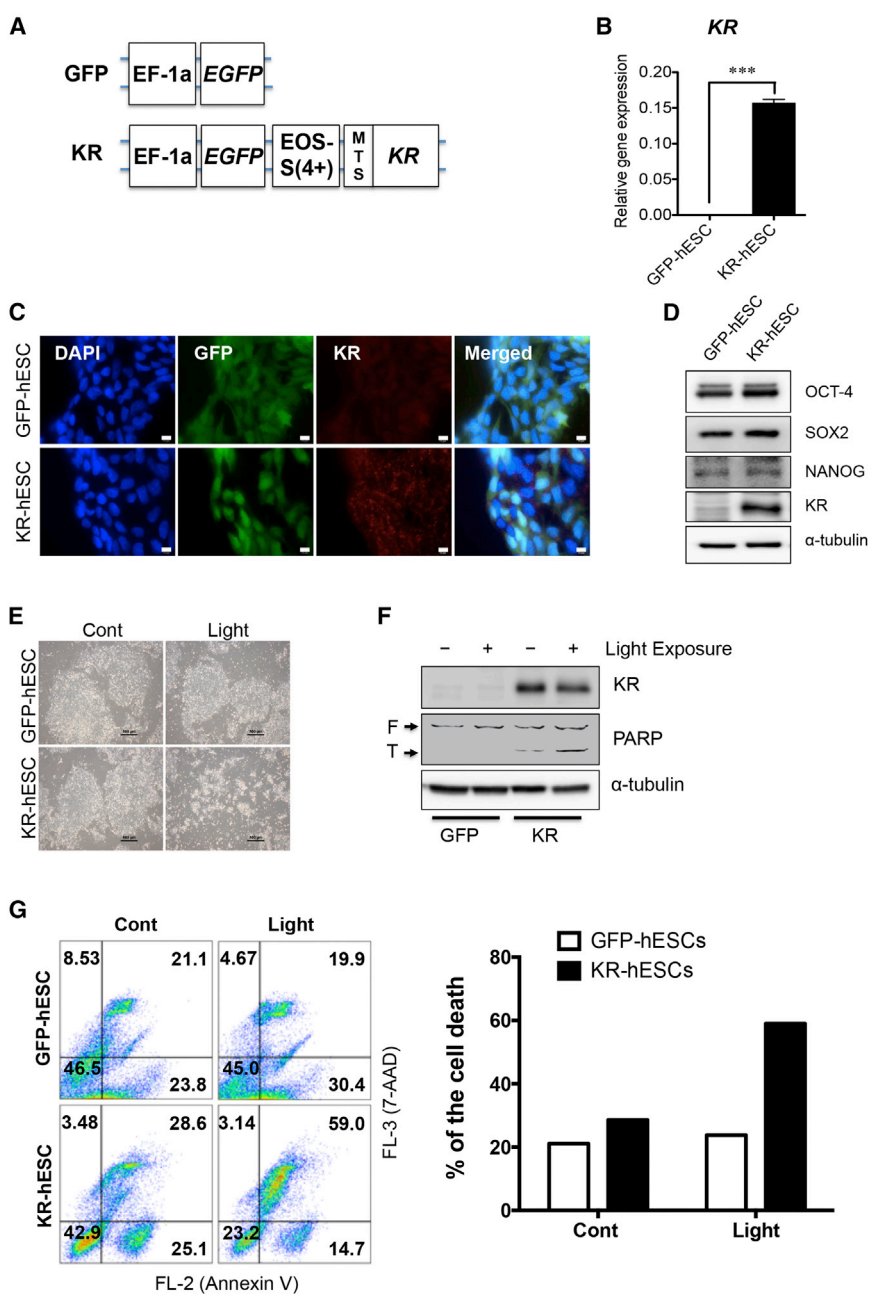 A
GFP EF-1a EGFP
KR EF-1a EGFP EOS-S(4+) MTS KR
B
KR
***
Relative gene expression
0.20
0.15
0.10
0.05
0.00
GFP-hESC
KR-hESC
C
DAPI GFP KR Merged
GFP-hESC
KR-hESC
D
GFP-hESC
KR-hESC
OCT-4
SOX2
NANOG
KR
α-tubulin
E
Cont Light
GFP-hESC
KR-hESC
F
– + – + Light Exposure
KR
F
T
PARP
α-tubulin
GFP KR
G
Cont Light
GFP-hESC
8.53 21.1 4.67 19.9
46.5 23.8 45.0 30.4
KR-hESC
3.48 28.6 3.14 59.0
42.9 25.1 23.2 14.7
FL-3 (7-AAD)
FL-2 (Annexin V)
GFP-hESCs
KR-hESCs
% of the cell death
80
60
40
20
0
Cont Light